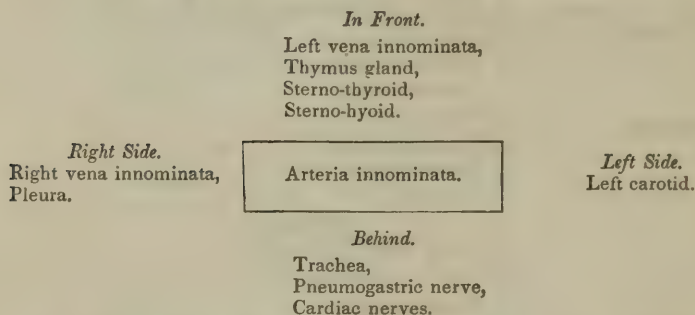 In Front.
Left vena innominata,
Thymus gland,
Sterno-thyroid,
Sterno-hyoid.
Right Side.
Right vena innominata,
Pleura.
Arteria innominata.
Left Side.
Left carotid.
Behind.
Trachea,
Pneumogastric nerve,
Cardiac nerves.